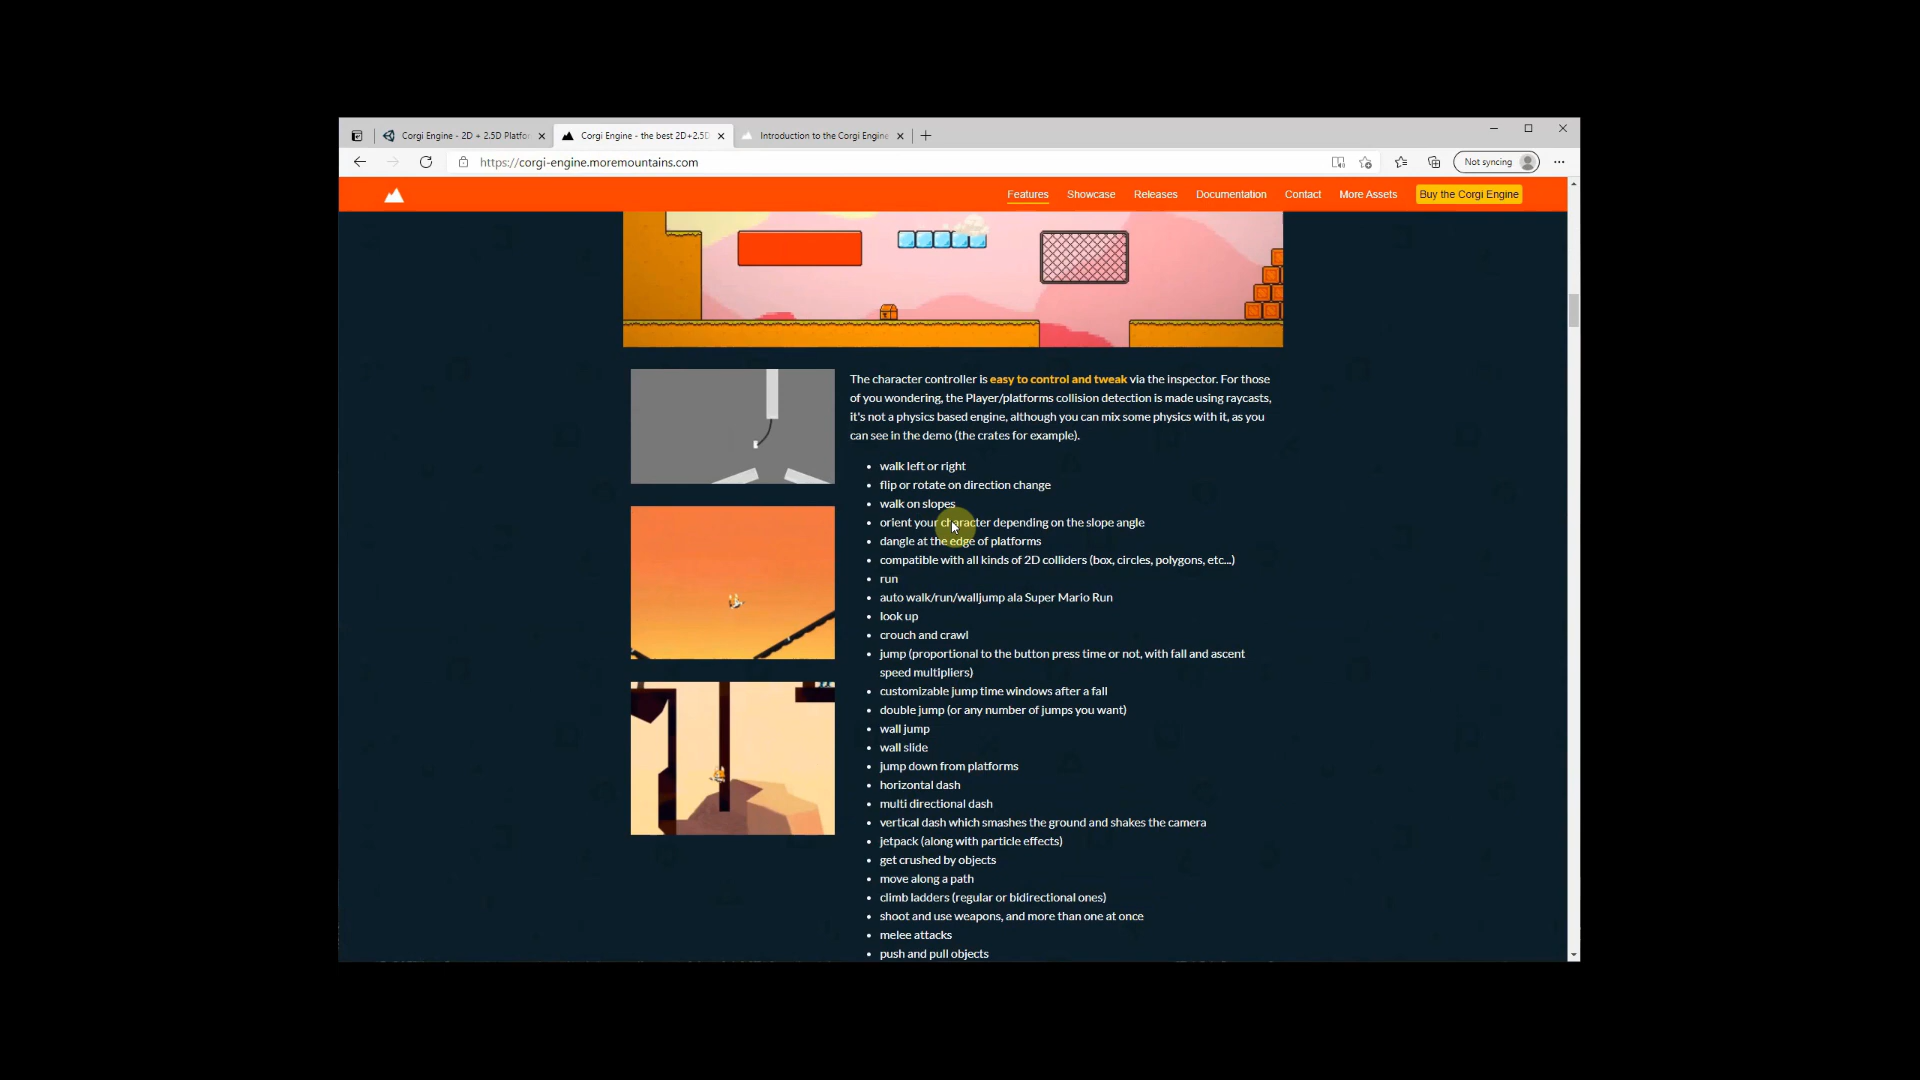 Corgi Engine - 2D + 2.5D Platfor
Corgi Engine - the best 2D+2.5D
Introduction to the Corgi Engine
https://corgi-engine.moremountains.com
Not syncing
Features
Showcase
Releases
Documentation
Contact
More Assets
Buy the Corgi Engine
The character controller is easy to control and tweak via the inspector. For those
of you wondering, the Player/platforms collision detection is made using raycasts,
it's not a physics based engine, although you can mix some physics with it, as you
can see in the demo (the crates for example).
• walk left or right
• flip or rotate on direction change
• walk on slopes
• orient your character depending on the slope angle
• dangle at the edge of platforms
• compatible with all kinds of 2D colliders (box, circles, polygons, etc...)
• run
• auto walk/run/walljump ala Super Mario Run
• look up
• crouch and crawl
• jump (proportional to the button press time or not, with fall and ascent
speed multipliers)
• customizable jump time windows after a fall
• double jump (or any number of jumps you want)
• wall jump
• wall slide
• jump down from platforms
• horizontal dash
• multi directional dash
• vertical dash which smashes the ground and shakes the camera
• jetpack (along with particle effects)
• get crushed by objects
• move along a path
• climb ladders (regular or bidirectional ones)
• shoot and use weapons, and more than one at once
• melee attacks
• push and pull objects